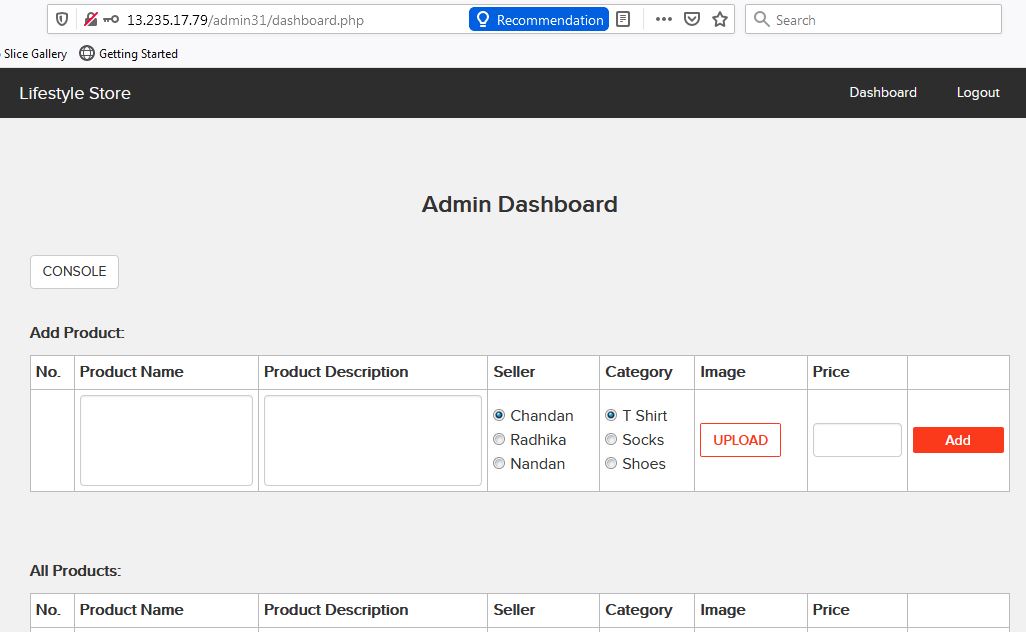 13.235.17.79/admin31/dashboard.php Recommendation Search
Slice Gallery Getting Started
Lifestyle Store Dashboard Logout
Admin Dashboard
CONSOLE
Add Product:
No. Product Name Product Description Seller Category Image Price
Chandan T Shirt
Radhika Socks UPLOAD Add
Nandan Shoes
All Products:
No. Product Name Product Description Seller Category Image Price